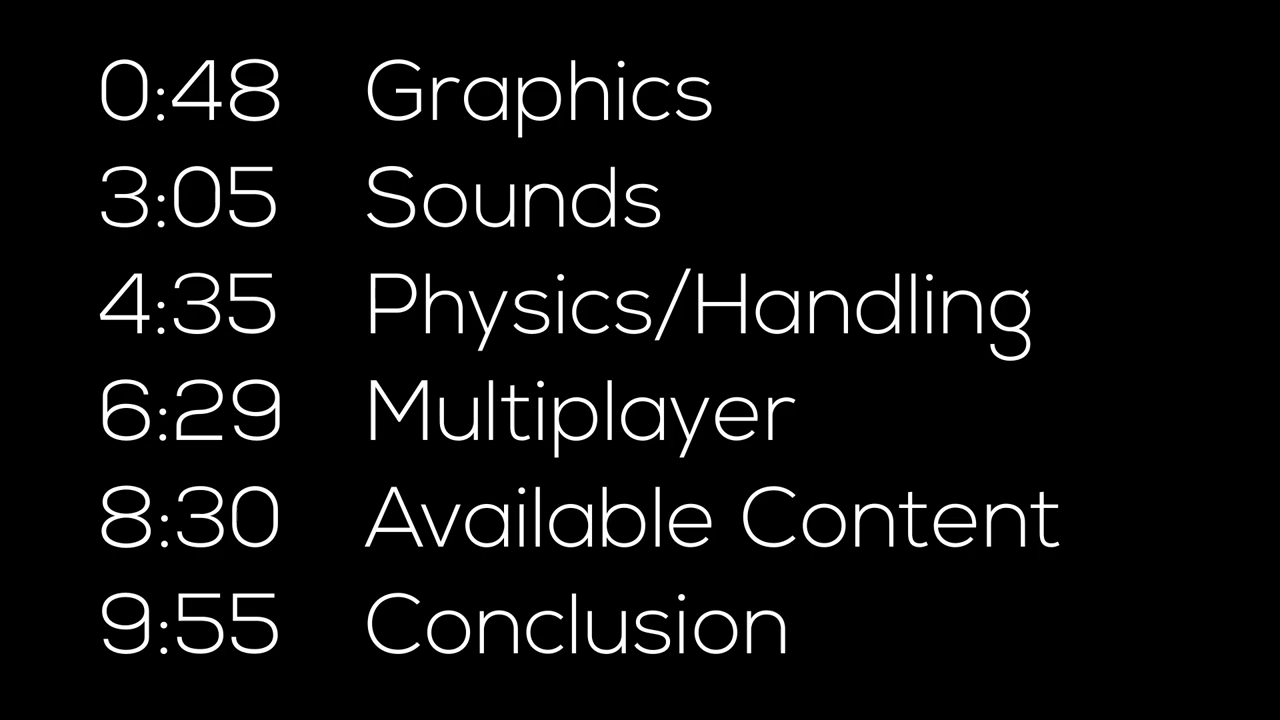 0:48 Graphics
3:05 Sounds
4:35 Physics/Handling
6:29 Multiplayer
8:30 Available Content
9:55 Conclusion